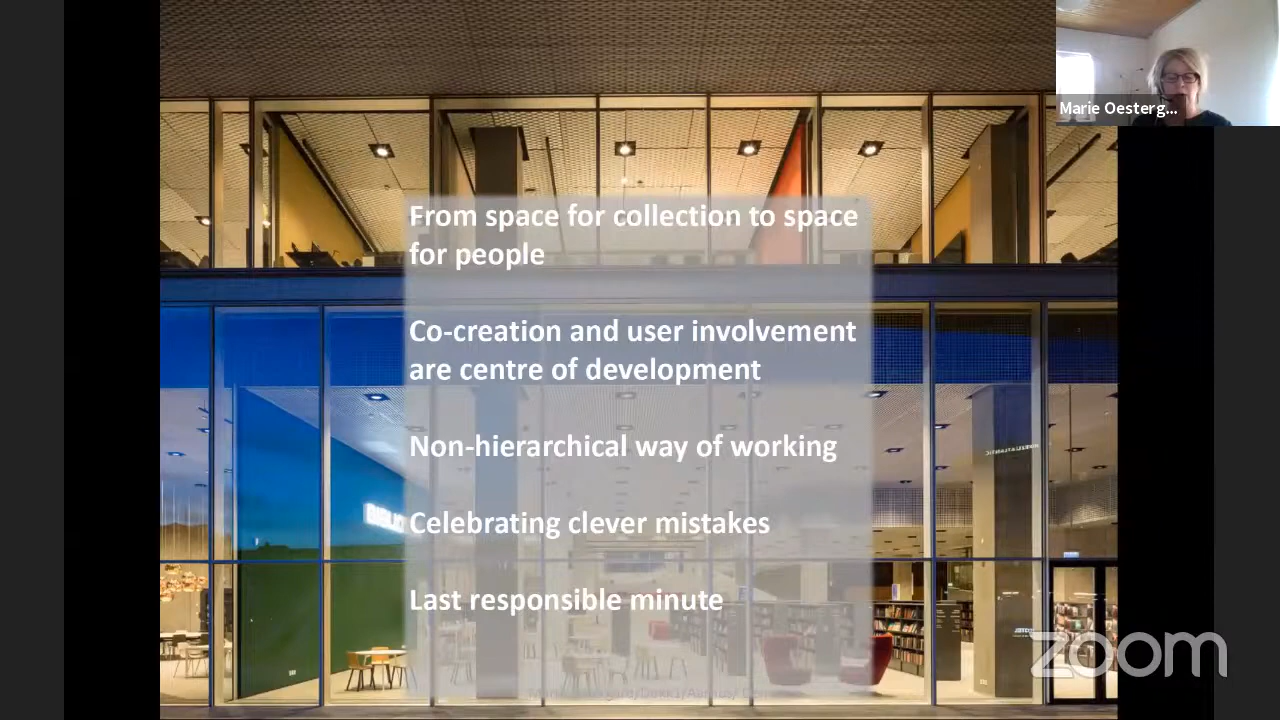 Marie Oesterg...
From space for collection to space
for people
Co-creation and user involvement
are centre of development
Non-hierarchical way of working
Celebrating clever mistakes
Last responsible minute
zoom